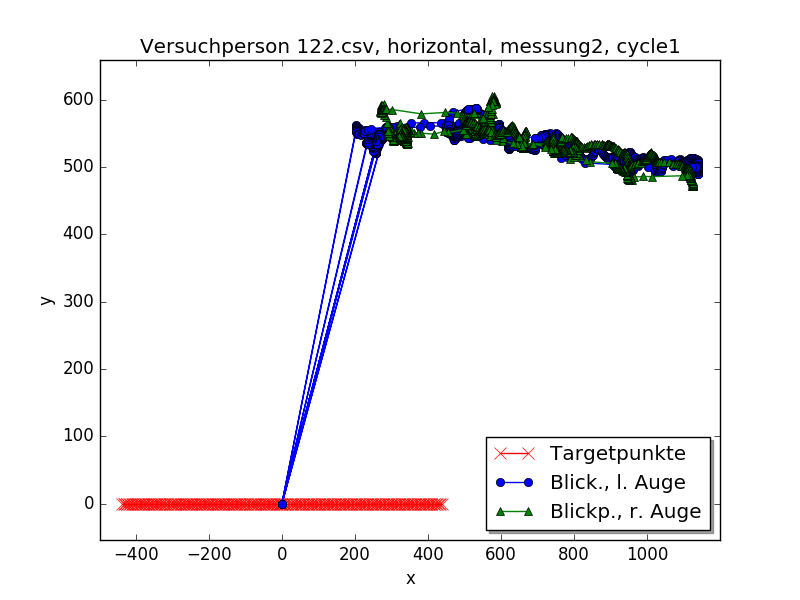 Versuchperson 122.csv, horizontal, messung2, cycle1
600
500
400
300
200
100
0
y
−400 −200 0 200 400 600 800 1000
x
Targetpunkte
Blick., l. Auge
Blickp., r. Auge